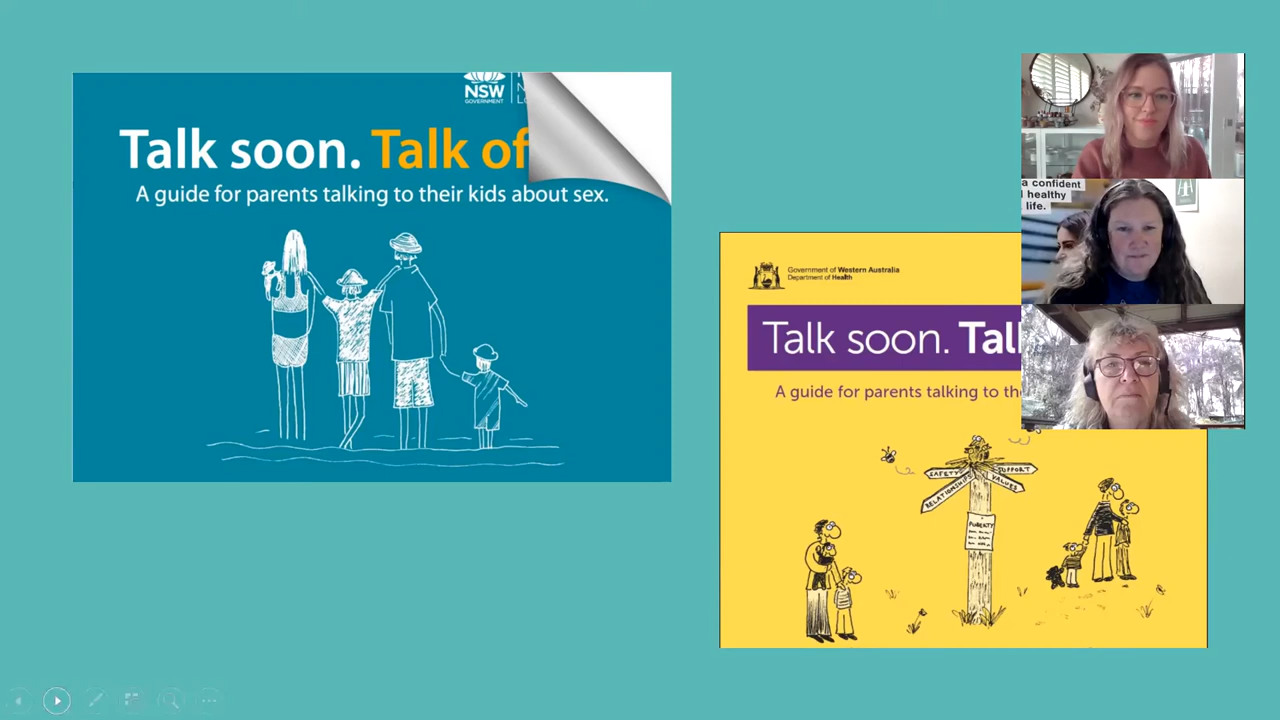 NSW
GOVERNMENT
Talk soon. Talk of
A guide for parents talking to their kids about sex.
a confident
healthy
life.
Government of Western Australia
Department of Health
Talk soon. Tal
A guide for parents talking to the
SAFETY
SUPPORT
RELATIONSHIPS
VALUES
PUBERTY